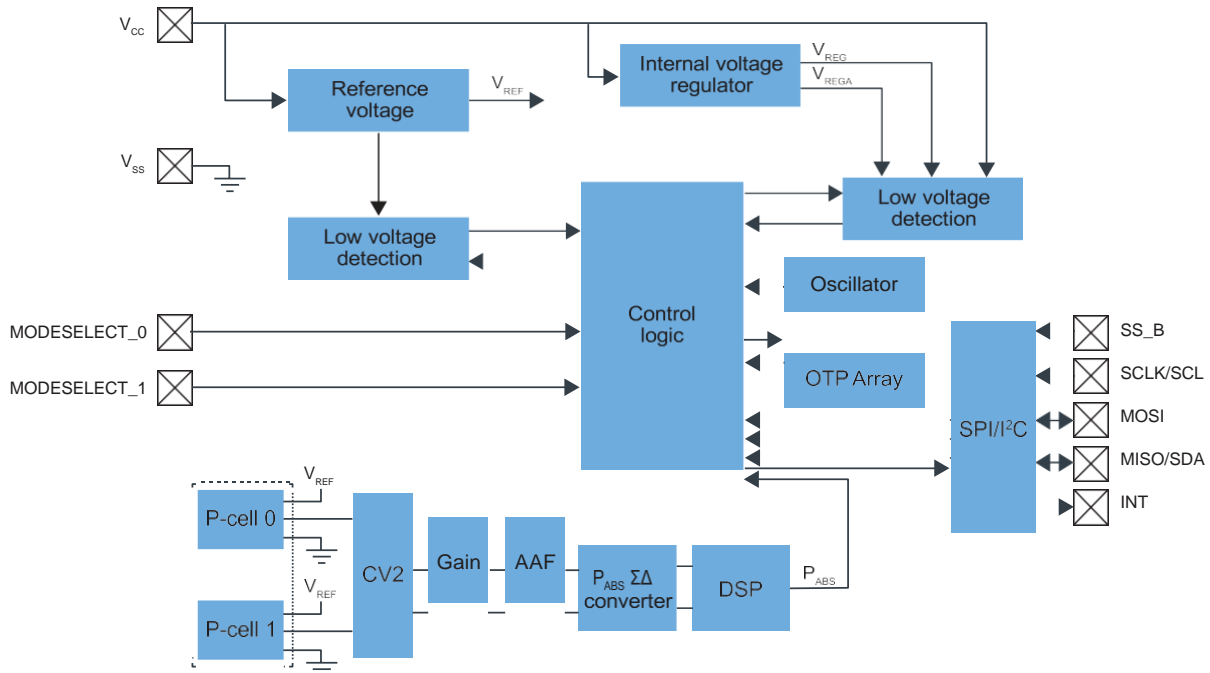 VCC
Reference
voltage
VREF
Internal voltage
regulator
VREG
VREGA
VSS
Low voltage
detection
Low voltage
detection
Control
logic
Oscillator
OTP Array
MODESELECT_0
MODESELECT_1
SPI/I²C
SS_B
SCLK/SCL
MOSI
MISO/SDA
INT
P-cell 0
VREF
P-cell 1
VREF
CV2
Gain
AAF
PABS ΣΔ
converter
DSP
PABS